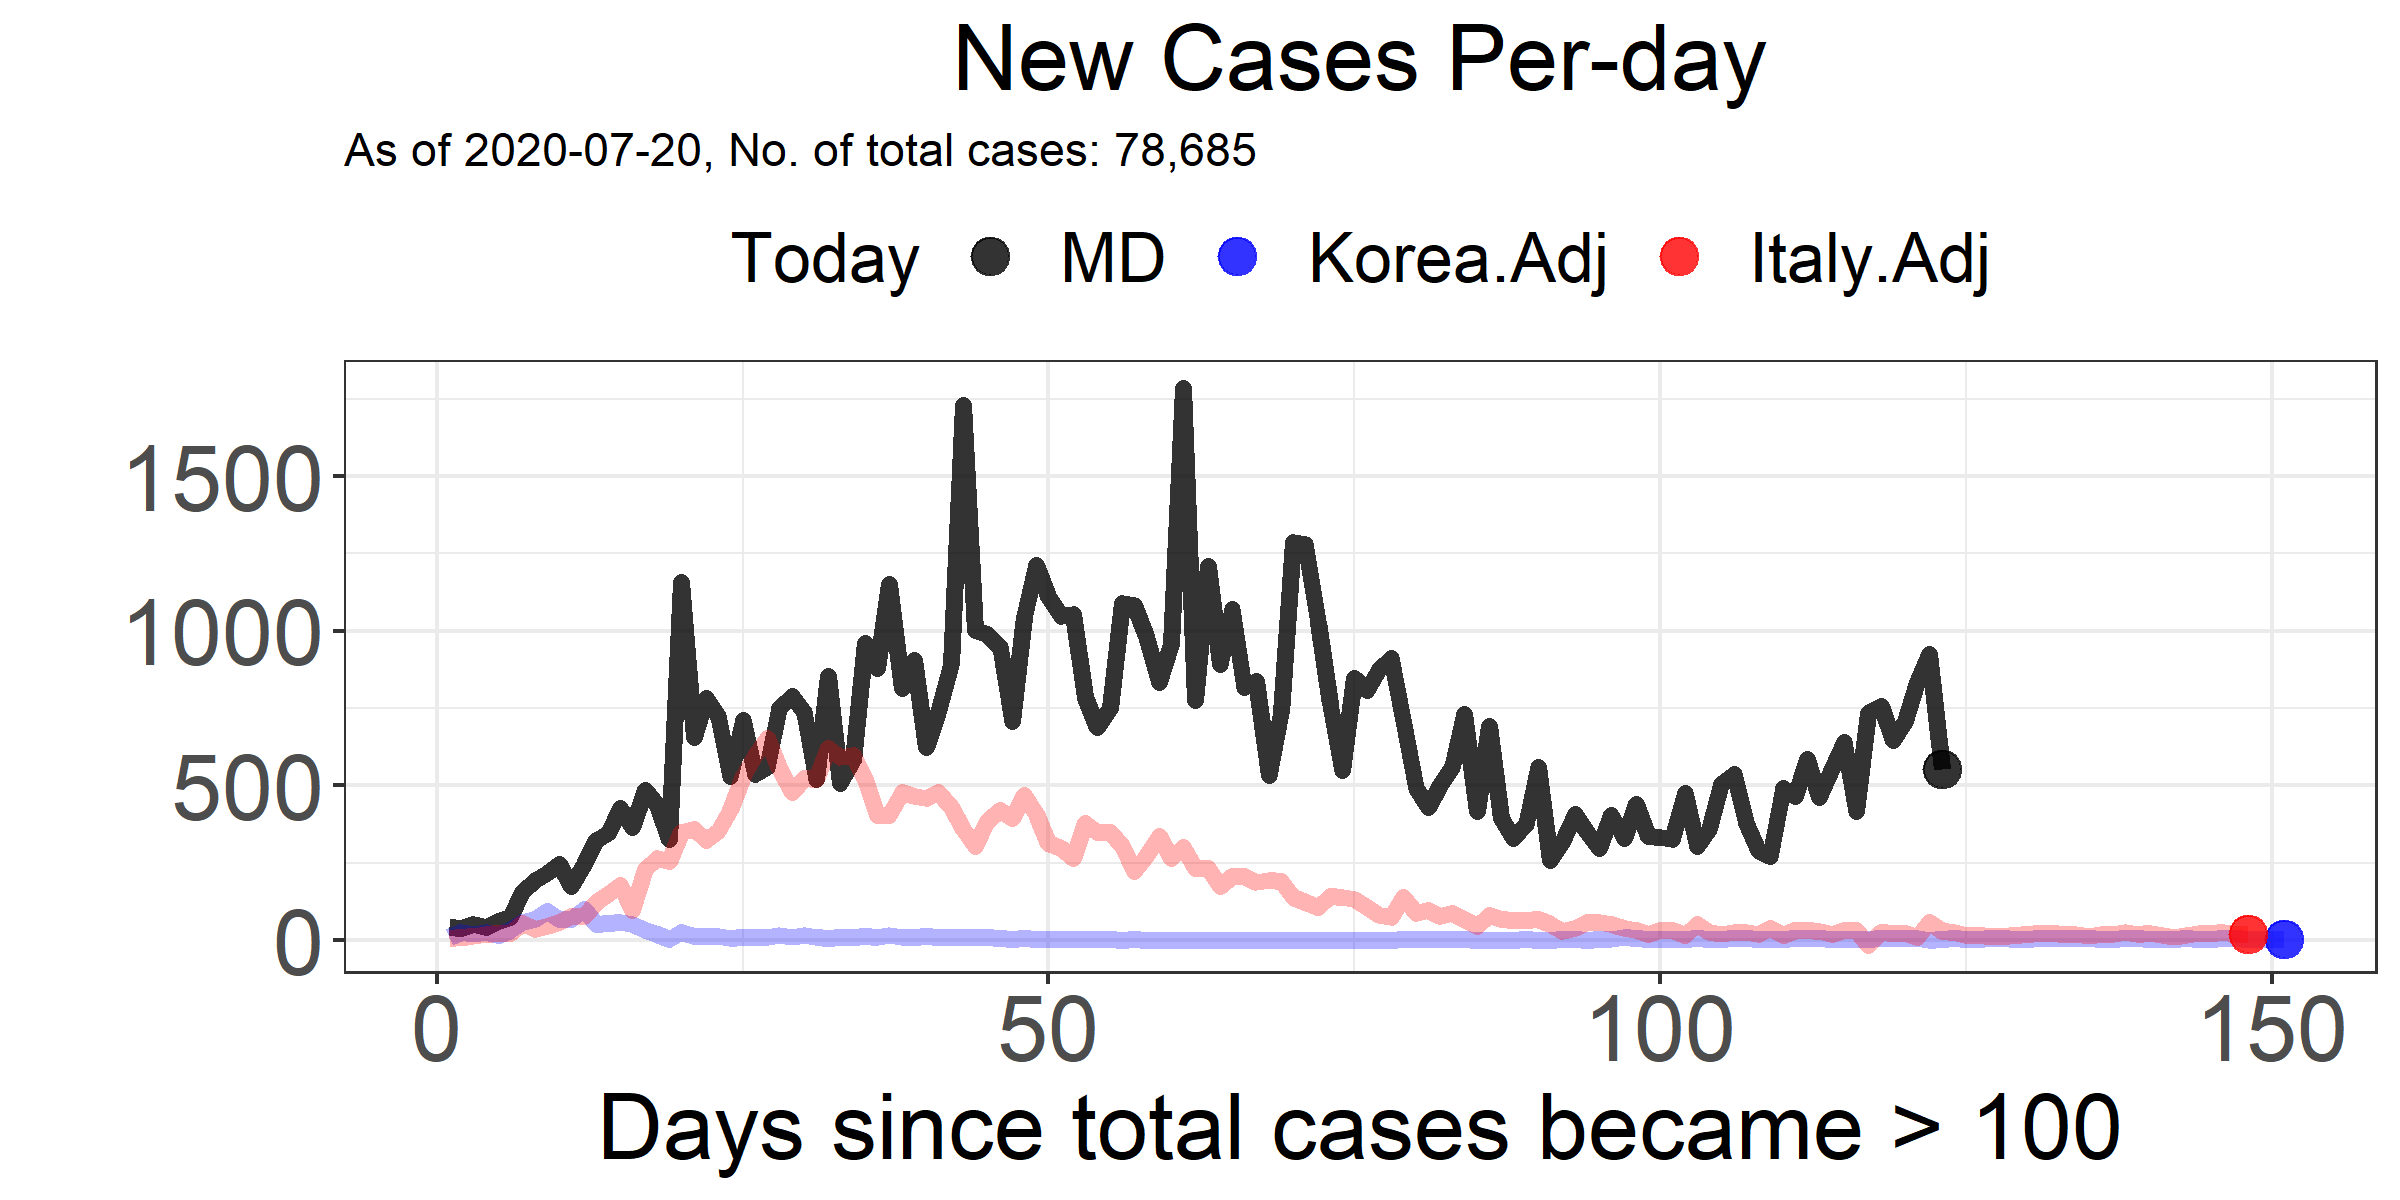 New Cases Per-day
As of 2020-07-20, No. of total cases: 78,685
Today MD Korea.Adj Italy.Adj
1500
1000
500
0
0 50 100 150
Days since total cases became > 100